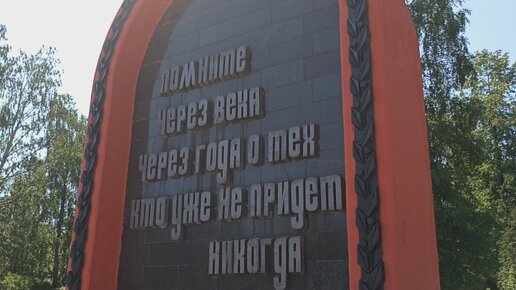 помните
через века
через года о тех
кто уже не придет
никогда